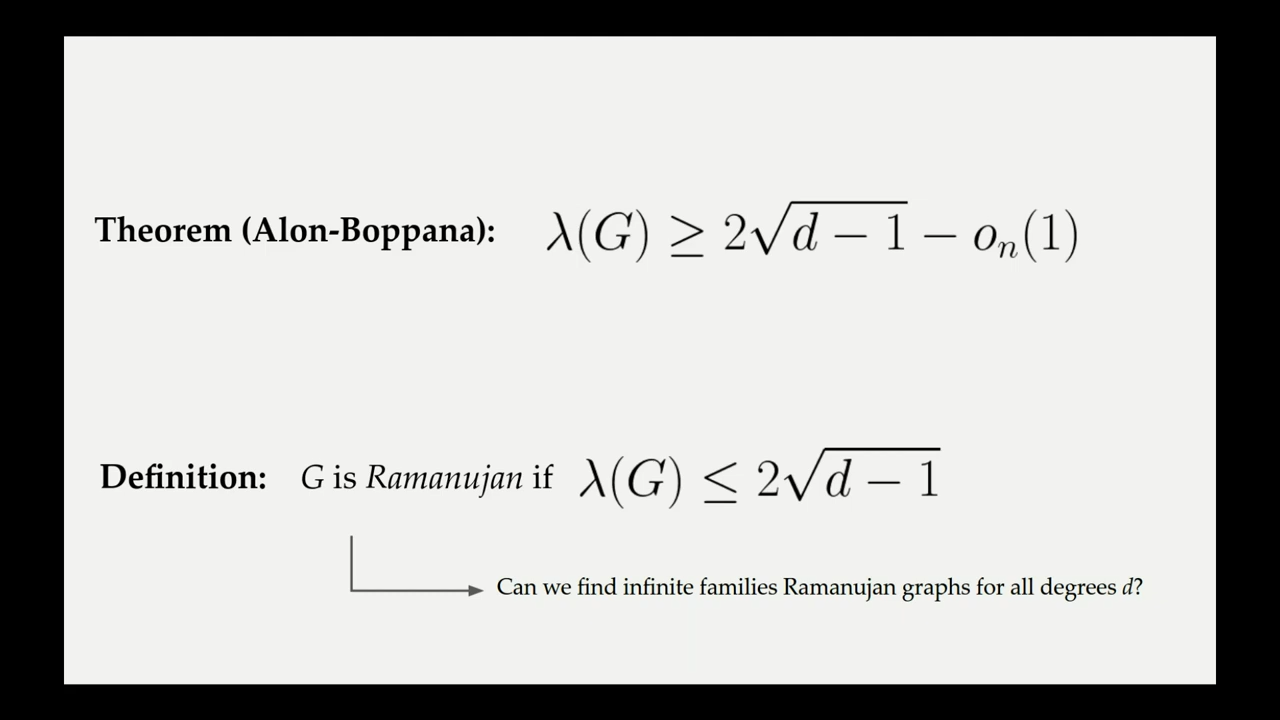 Theorem (Alon-Boppana): λ(G) ≥ 2√(d − 1) − oₙ(1)
Definition: G is Ramanujan if λ(G) ≤ 2√(d − 1)
Can we find infinite families Ramanujan graphs for all degrees d?